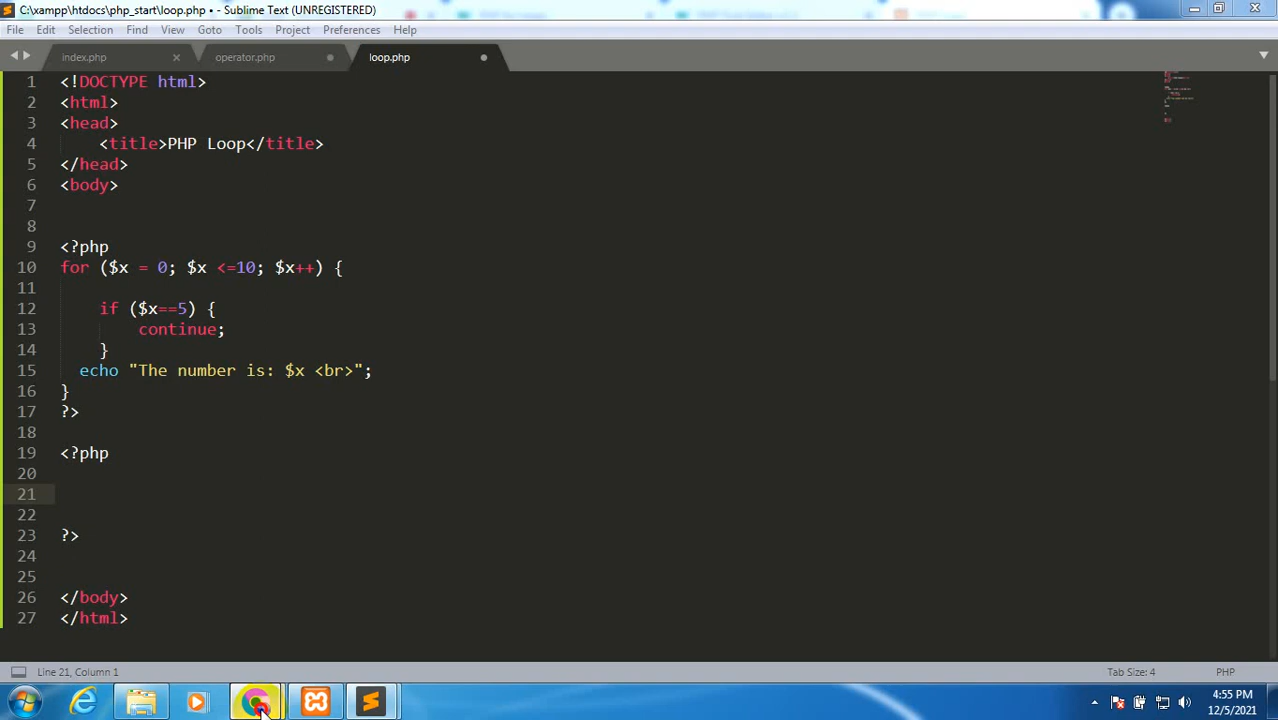 C:\xampp\htdocs\php_start\loop.php • - Sublime Text (UNREGISTERED)
File Edit Selection Find View Goto Tools Project Preferences Help
index.php operator.php loop.php
1 <!DOCTYPE html>
2 <html>
3 <head>
4 <title>PHP Loop</title>
5 </head>
6 <body>
7
8
9 <?php
10 for ($x = 0; $x <=10; $x++) {
11
12 if ($x==5) {
13 continue;
14 }
15 echo "The number is: $x <br>";
16 }
17 ?>
18
19 <?php
20
21
22
23 ?>
24
25
26 </body>
27 </html>
Line 21, Column 1 Tab Size: 4 PHP
4:55 PM
12/5/2021